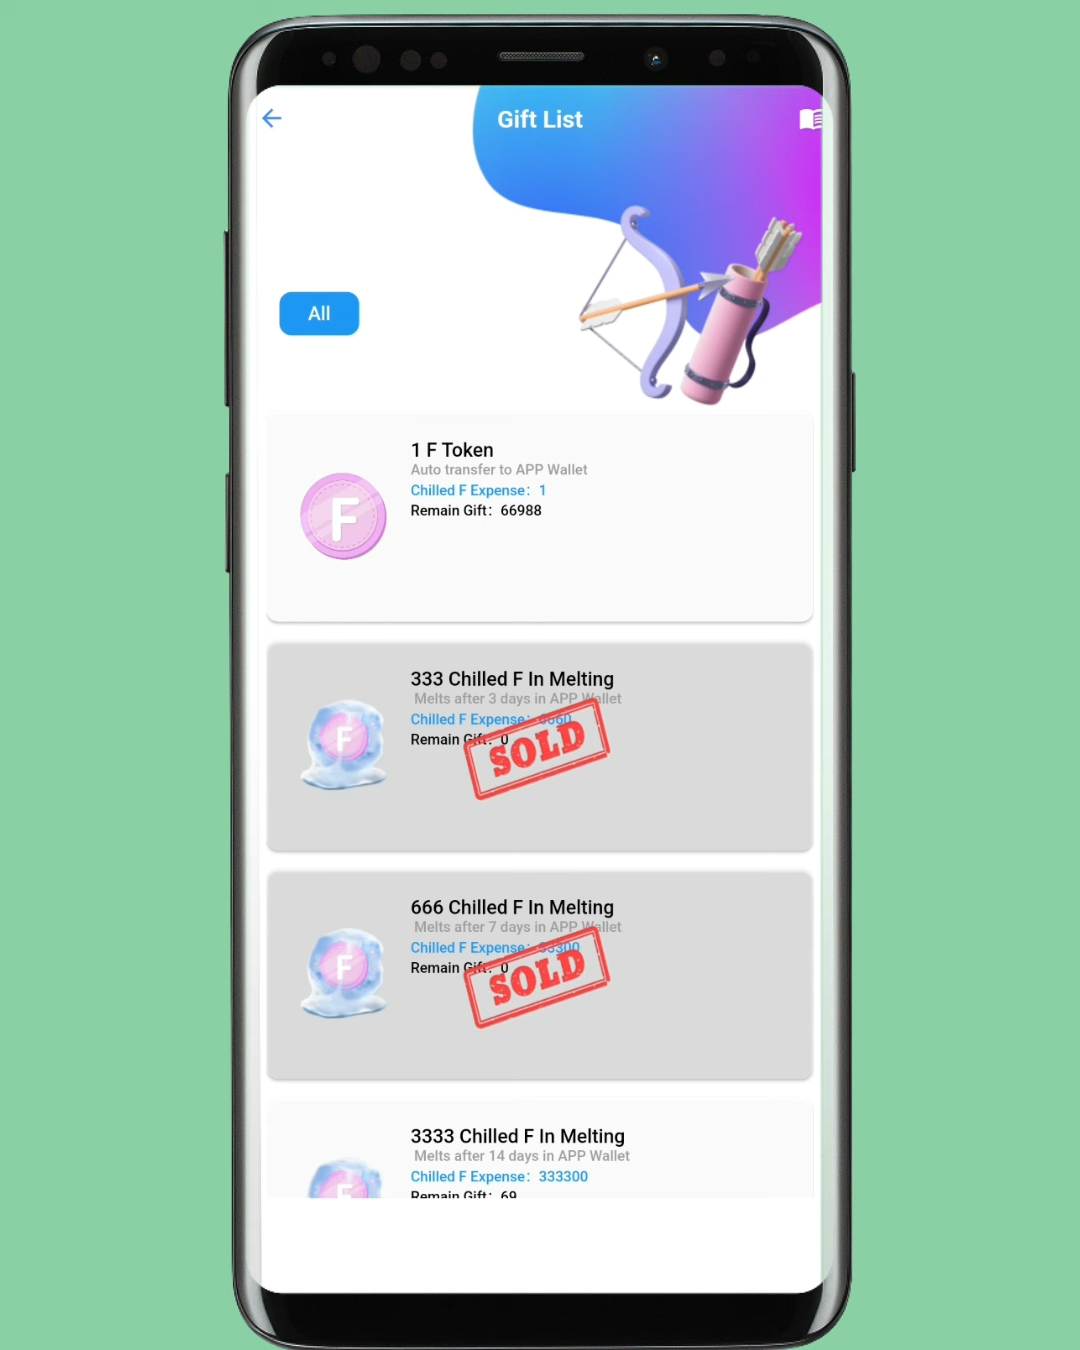 Gift List
All
1 F Token
Auto transfer to APP Wallet
Chilled F Expense: 1
Remain Gift: 66988
F
333 Chilled F In Melting
Melts after 3 days in APP Wallet
Chilled F Expense:
Remain Gift: 0
SOLD
F
666 Chilled F In Melting
Melts after 7 days in APP Wallet
Chilled F Expense:
Remain Gift: 0
SOLD
F
3333 Chilled F In Melting
Melts after 14 days in APP Wallet
Chilled F Expense: 333300
Remain Gift: 69
F